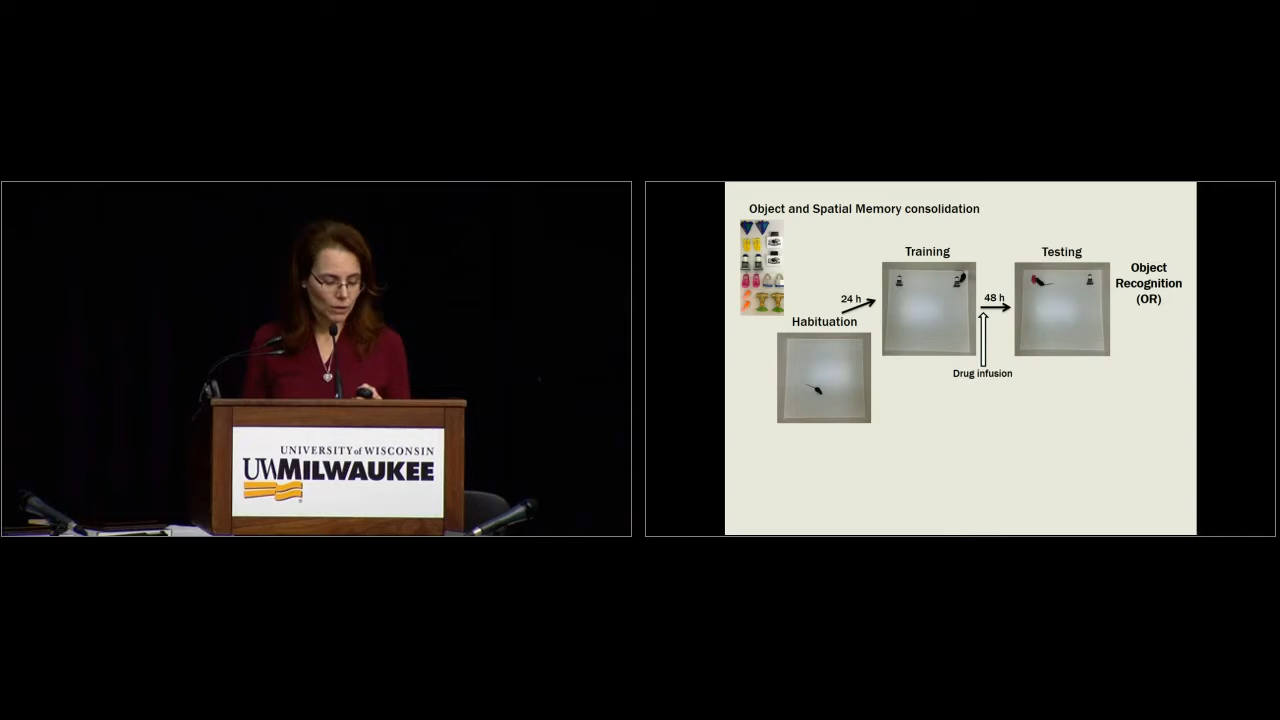 UNIVERSITY of WISCONSIN
UWMILWAUKEE
Object and Spatial Memory consolidation
Training
Testing
Object
Recognition
(OR)
24 h
48 h
Habituation
Drug infusion